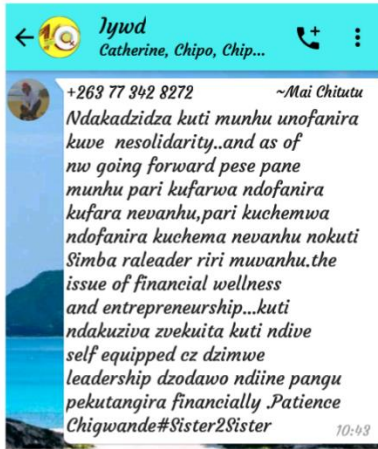 Iywd
Catherine, Chipo, Chip...
+263 77 342 8272 ~Mai Chitutu
Ndakadzidza kuti munhu unofanira
kuve nesolidarity..and as of
nw going forward pese pane
munhu pari kufarwa ndofanira
kufara nevanhu,pari kuchemwa
ndofanira kuchema nevanhu nokuti
Simba raleader riri muvanhu.the
issue of financial wellness
and entrepreneurship...kuti
ndakuziva zvekuita kuti ndive
self equipped cz dzimwe
leadership dzodawo ndiine pangu
pekutangira financially .Patience
Chigwande#Sister2Sister
10:43